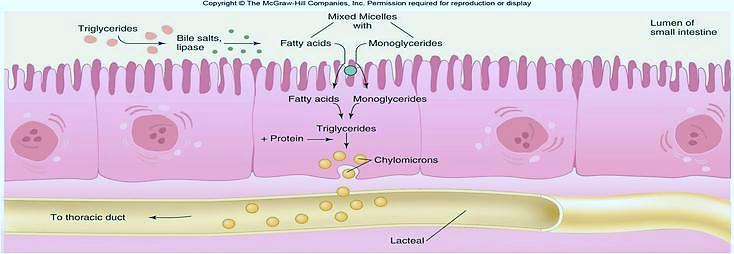 Copyright © The McGraw-Hill Companies, Inc. Permission required for reproduction or display
Mixed Micelles
with
Triglycerides
Bile salts,
lipase
Fatty acids
Monoglycerides
Lumen of
small intestine
Fatty acids
Monoglycerides
Triglycerides
+ Protein
Chylomicrons
To thoracic duct
Lacteal